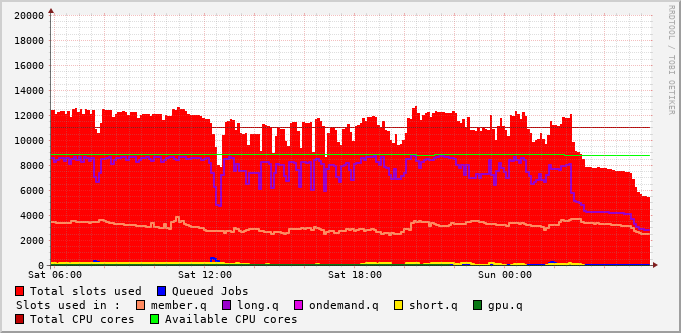 RRDTOOL / TOBI OETIKER
20000
18000
16000
14000
12000
10000
8000
6000
4000
2000
0
Sat 06:00 Sat 12:00 Sat 18:00 Sun 00:00
Total slots used Queued Jobs
Slots used in : member.q long.q ondemand.q short.q gpu.q
Total CPU cores Available CPU cores